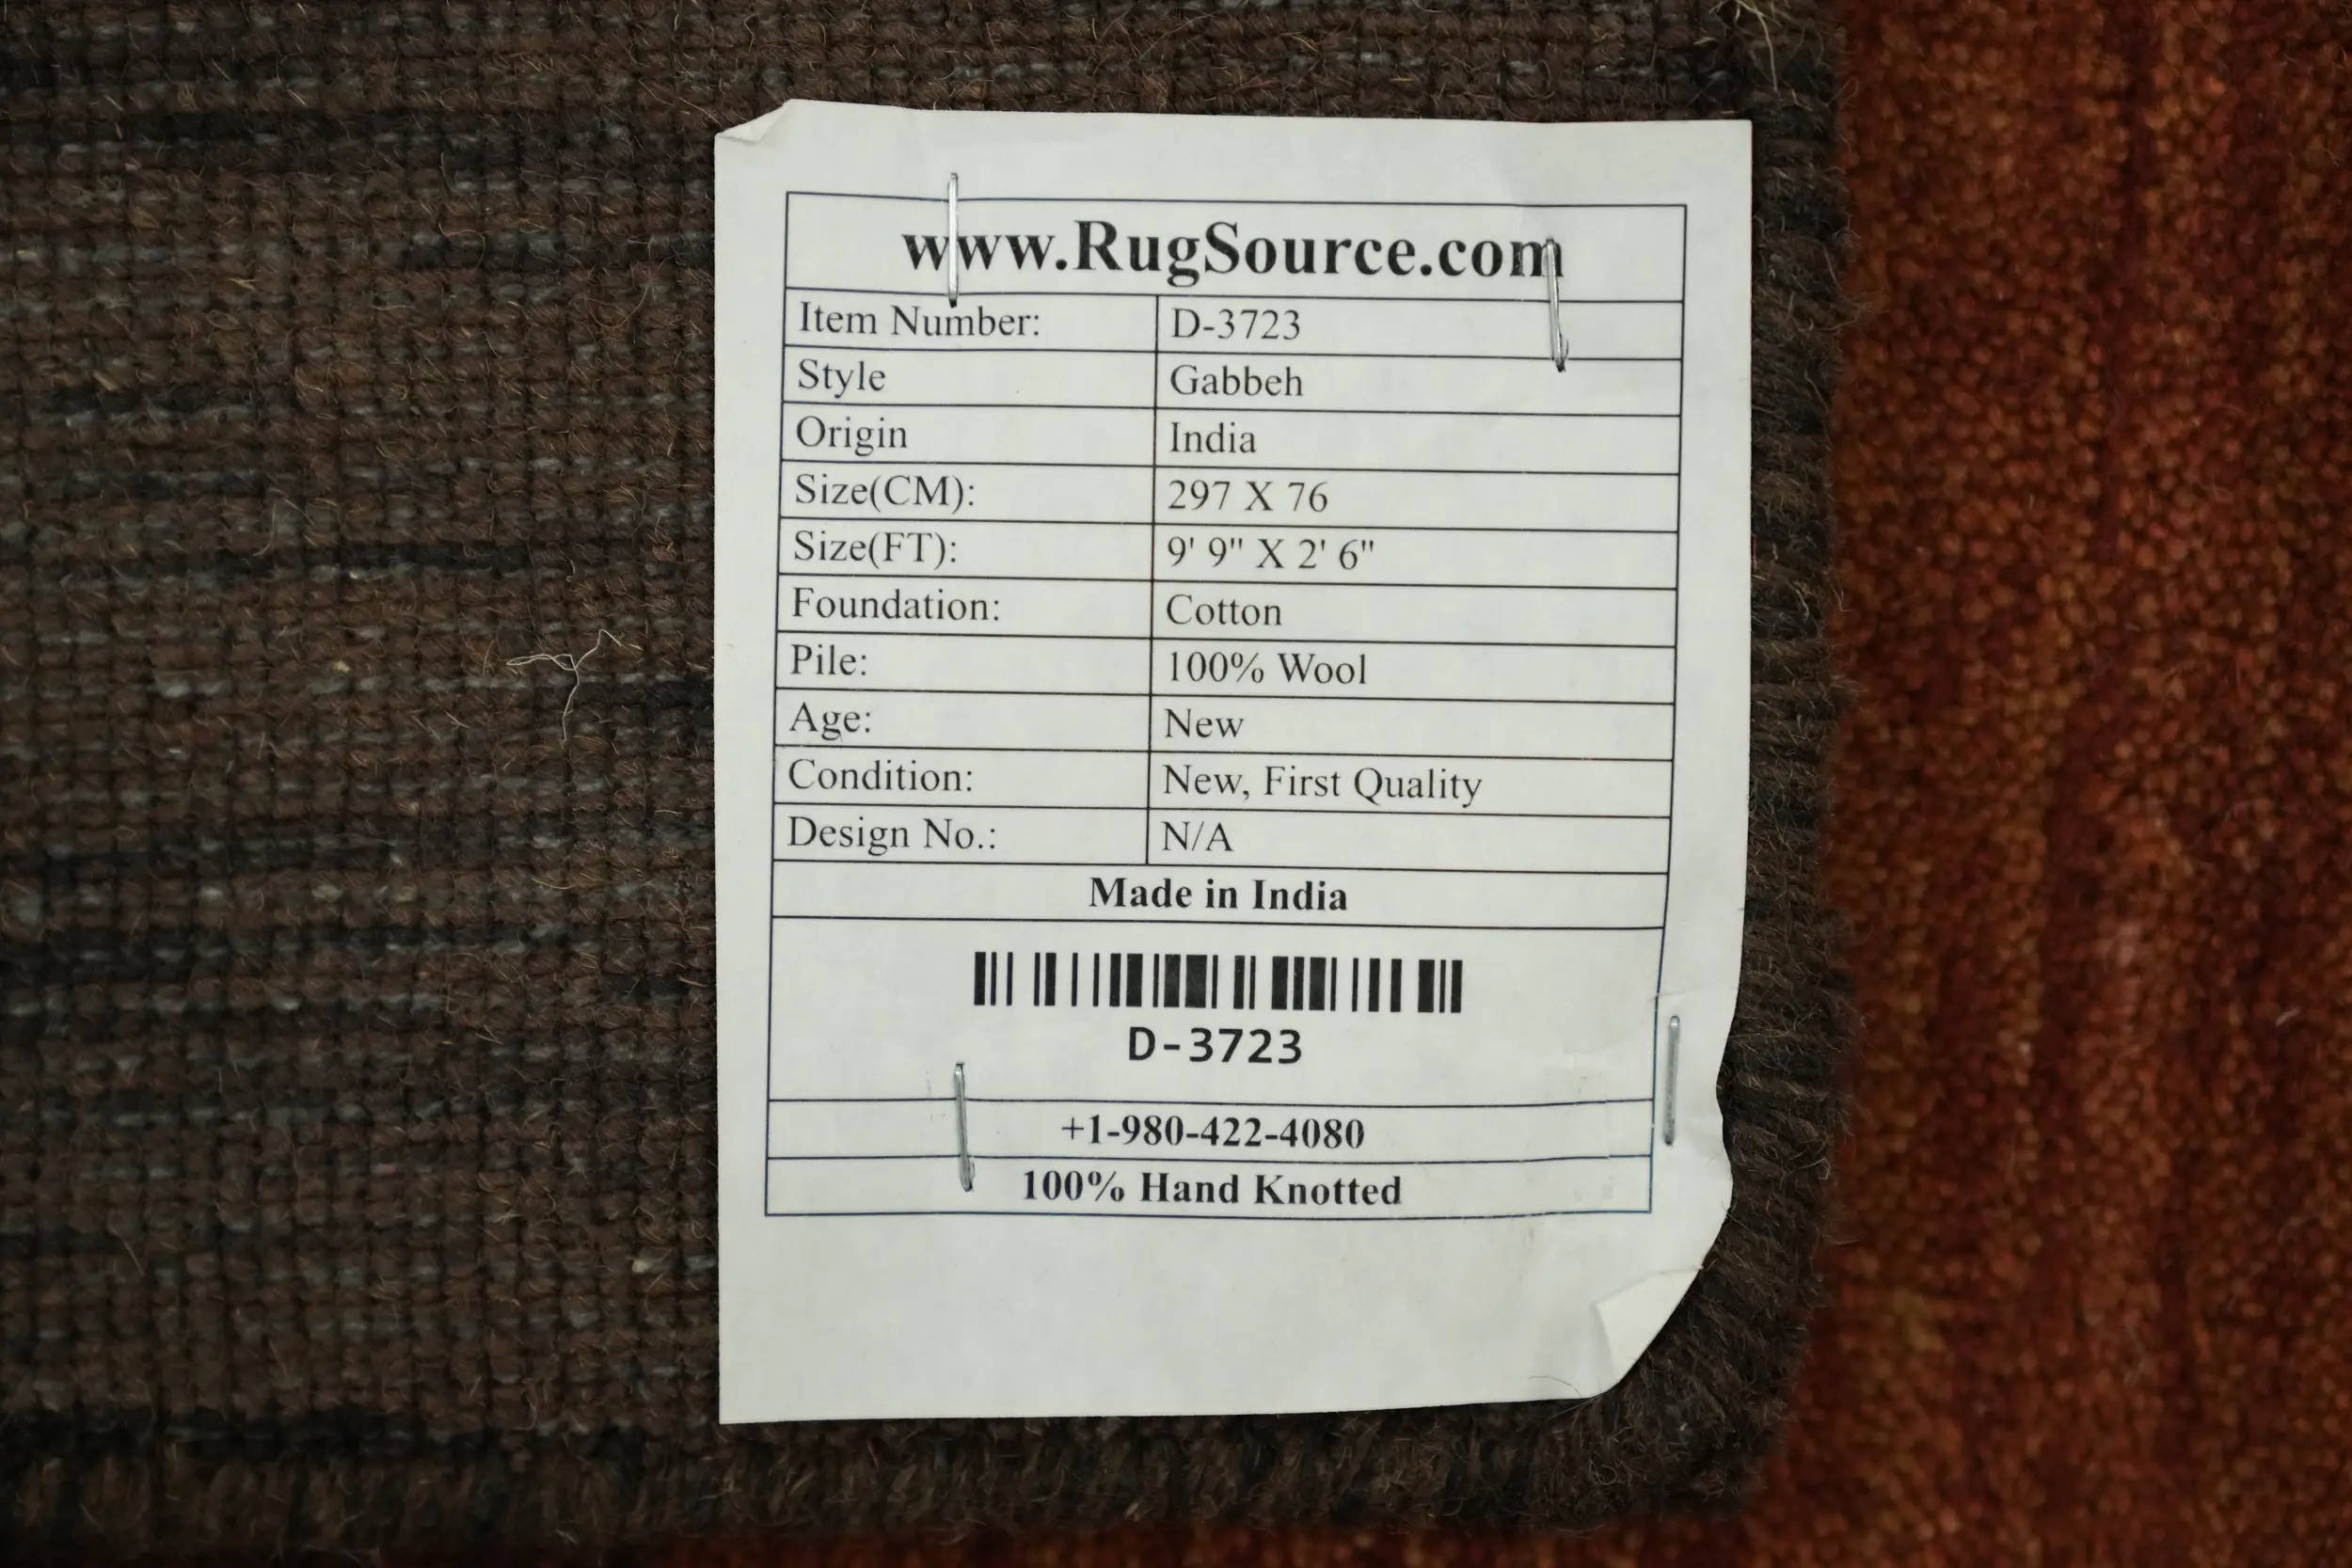 www.RugSource.com
Item Number: D-3723
Style Gabbeh
Origin India
Size(CM): 297 X 76
Size(FT): 9' 9" X 2' 6"
Foundation: Cotton
Pile: 100% Wool
Age: New
Condition: New, First Quality
Design No.: N/A
Made in India
D-3723
+1-980-422-4080
100% Hand Knotted